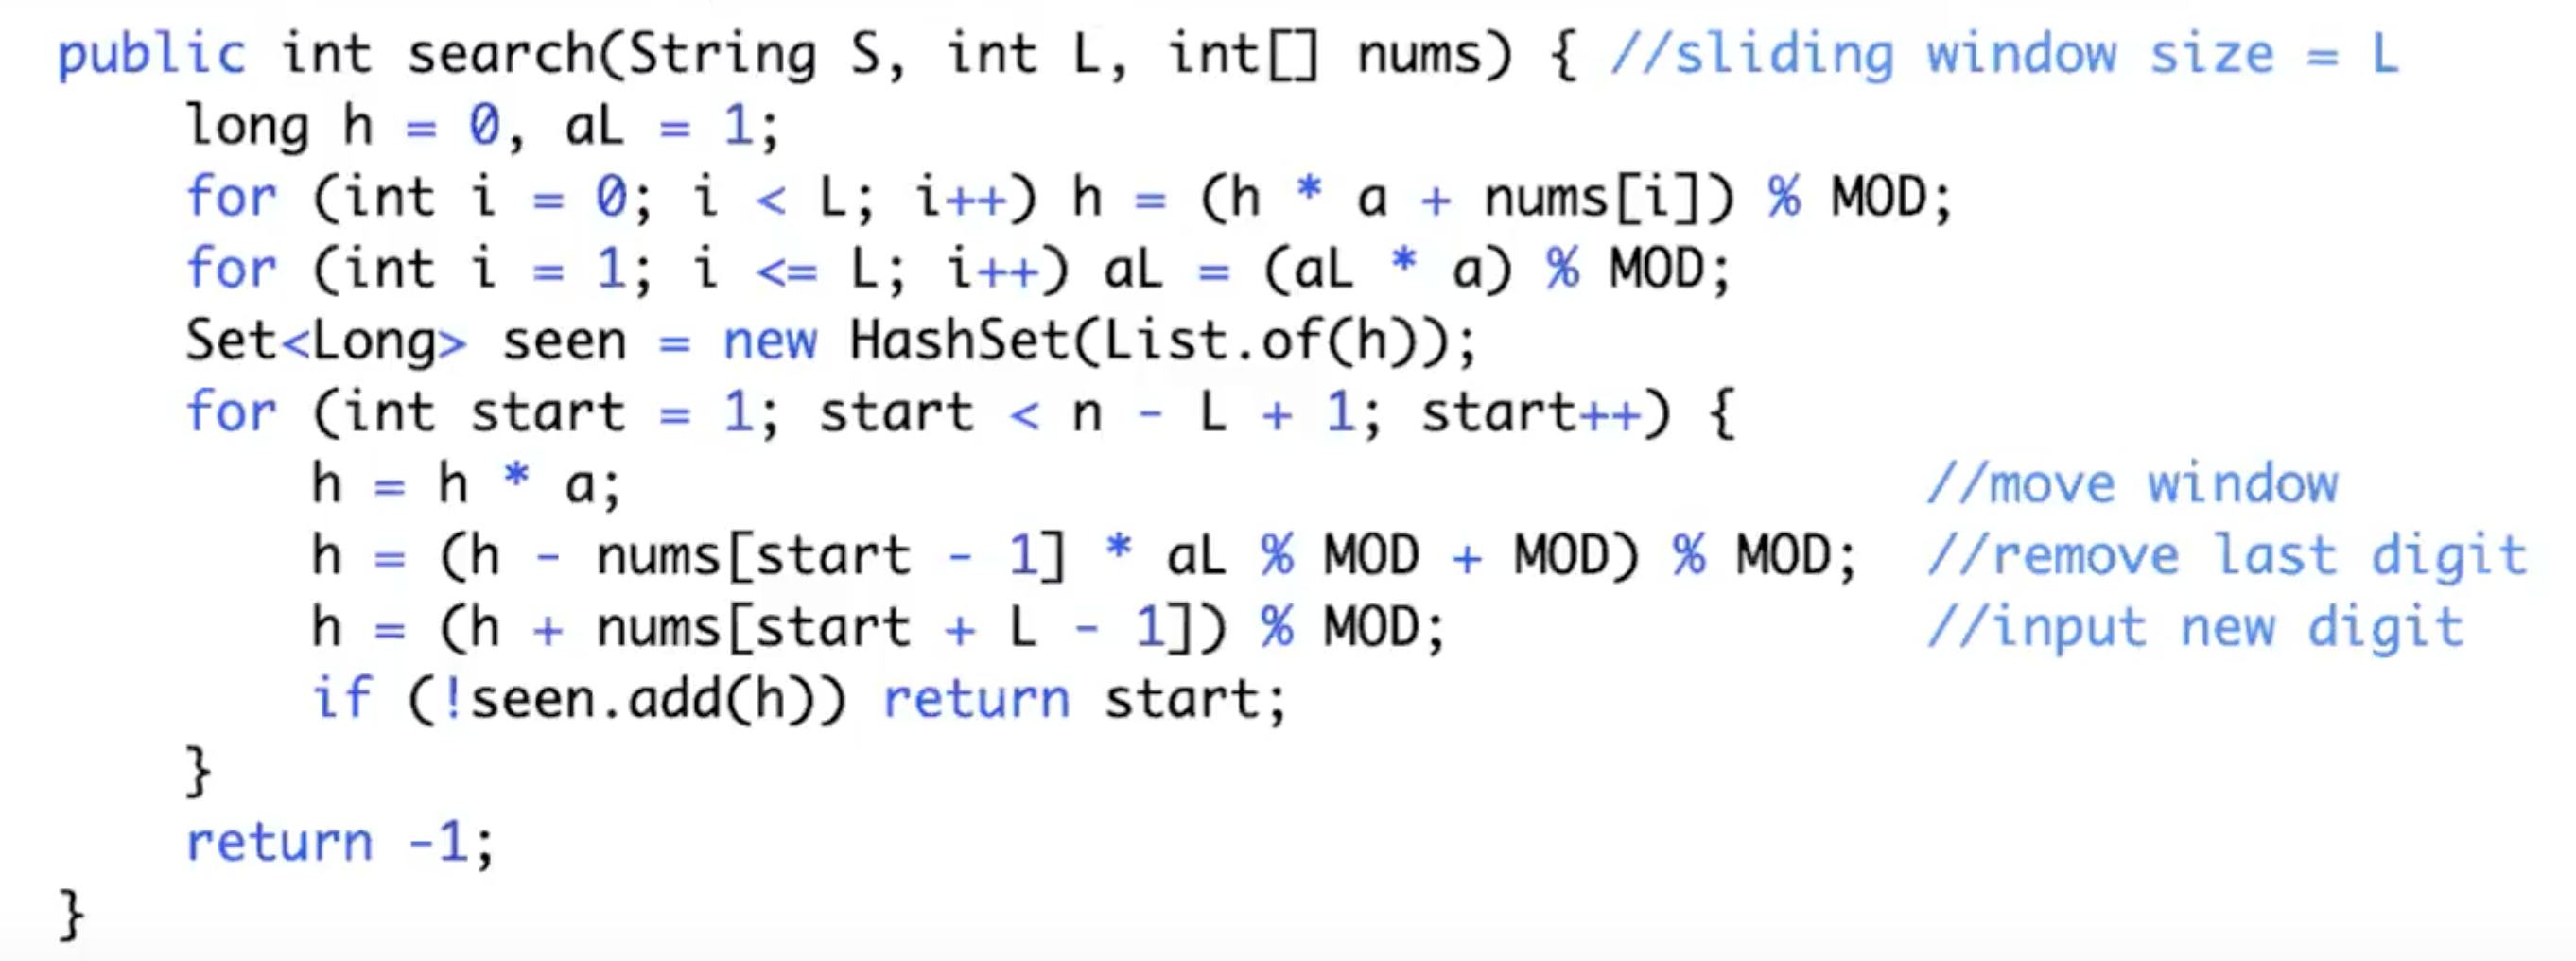 public int search(String S, int L, int[] nums) { //sliding window size = L
    long h = 0, aL = 1;
    for (int i = 0; i < L; i++) h = (h * a + nums[i]) % MOD;
    for (int i = 1; i <= L; i++) aL = (aL * a) % MOD;
    Set<Long> seen = new HashSet(List.of(h));
    for (int start = 1; start < n - L + 1; start++) {
        h = h * a;                                         //move window
        h = (h - nums[start - 1] * aL % MOD + MOD) % MOD;  //remove last digit
        h = (h + nums[start + L - 1]) % MOD;               //input new digit
        if (!seen.add(h)) return start;
    }
    return -1;
}